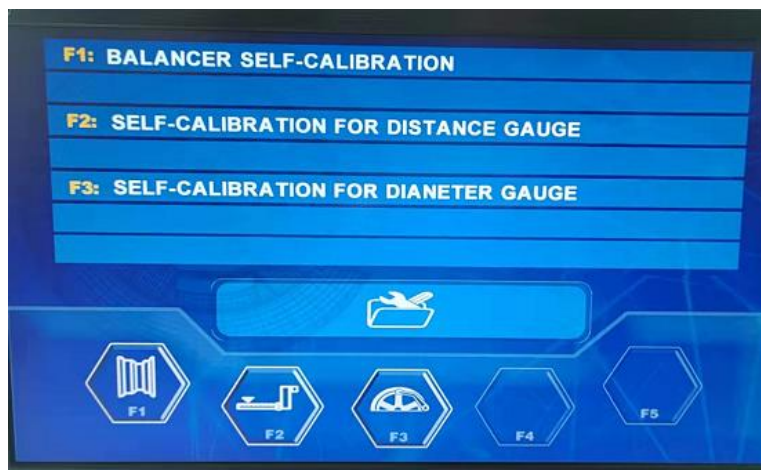 F1: BALANCER SELF-CALIBRATION
F2: SELF-CALIBRATION FOR DISTANCE GAUGE
F3: SELF-CALIBRATION FOR DIANETER GAUGE
F1
F2
F3
F4
F5